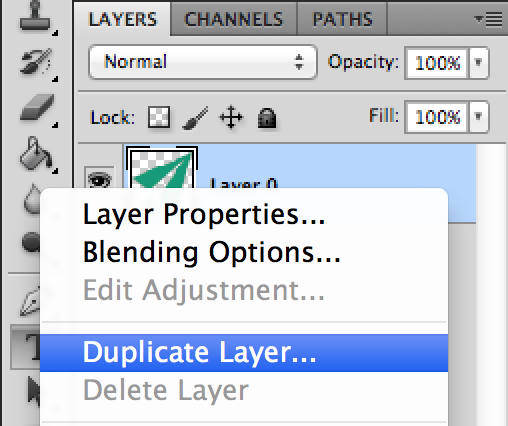 LAYERS CHANNELS PATHS
Normal Opacity: 100%
Lock: Fill: 100%
Layer 0
Layer Properties...
Blending Options...
Edit Adjustment...
T
Duplicate Layer...
Delete Layer